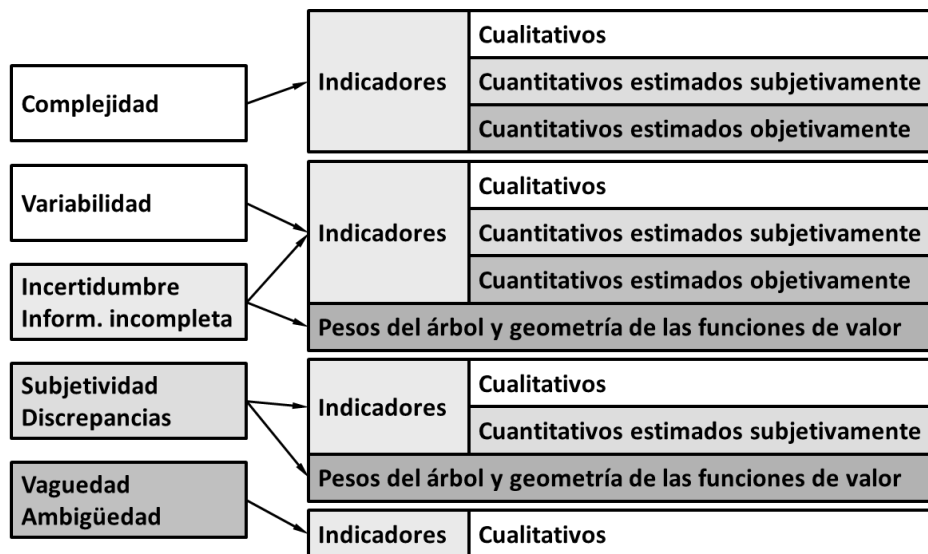 Complejidad
Indicadores
Cualitativos
Cuantitativos estimados subjetivamente
Cuantitativos estimados objetivamente
Variabilidad
Incertidumbre
Inform. incompleta
Indicadores
Cualitativos
Cuantitativos estimados subjetivamente
Cuantitativos estimados objetivamente
Pesos del árbol y geometría de las funciones de valor
Subjetividad
Discrepancias
Indicadores
Cualitativos
Cuantitativos estimados subjetivamente
Pesos del árbol y geometría de las funciones de valor
Vaguedad
Ambigüedad
Indicadores
Cualitativos